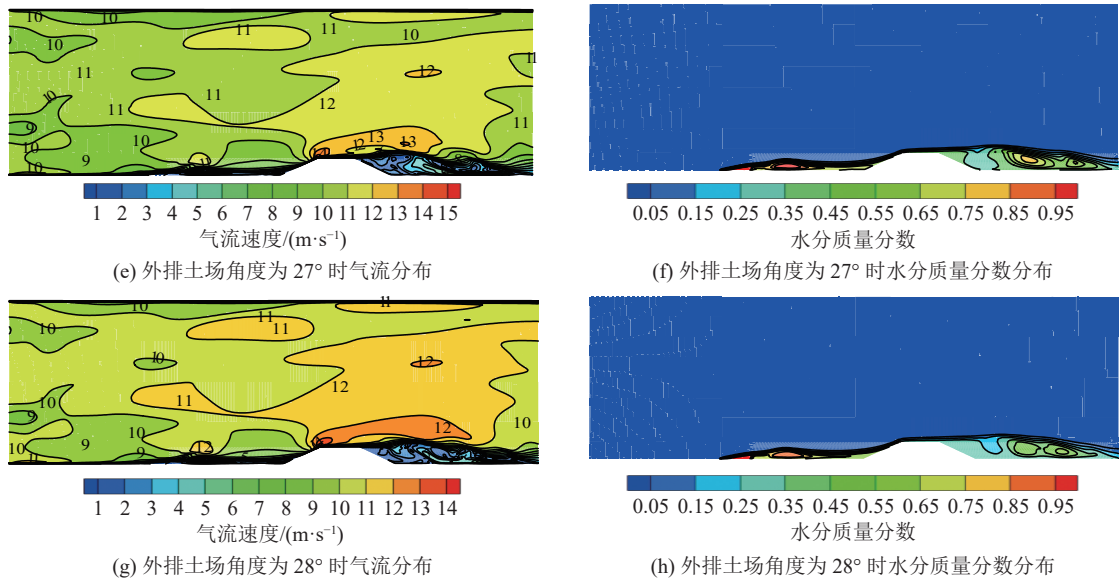 10 10 11 11 10 11
10 11 12
10 11 11 12
9 10 10 9 13 12 13 11
1 2 3 4 5 6 7 8 9 10 11 12 13 14 15
气流速度/(m·s⁻¹)
(e) 外排土场角度为 27° 时气流分布
0.05 0.15 0.25 0.35 0.45 0.55 0.65 0.75 0.85 0.95
水分质量分数
(f) 外排土场角度为 27° 时水分质量分数分布
10 11
10 11 11
10 12
11 12
9 10 9 10 12 9 12 12 10
1 2 3 4 5 6 7 8 9 10 11 12 13 14
气流速度/(m·s⁻¹)
(g) 外排土场角度为 28° 时气流分布
0.05 0.15 0.25 0.35 0.45 0.55 0.65 0.75 0.85 0.95
水分质量分数
(h) 外排土场角度为 28° 时水分质量分数分布